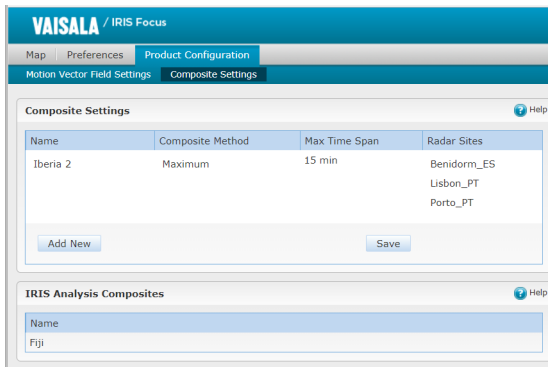 VAISALA / IRIS Focus
Map Preferences Product Configuration
Motion Vector Field Settings Composite Settings
Composite Settings ? Help
Name Composite Method Max Time Span Radar Sites
Iberia 2 Maximum 15 min Benidorm_ES
Lisbon_PT
Porto_PT
Add New Save
IRIS Analysis Composites ? Help
Name
Fiji